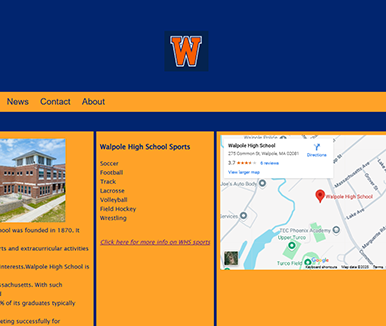 W
News Contact About
ool was founded in 1870. It
rts and extracurricular activities
interests.Walpole High School is
ssachusetts. With such
% of its graduates typically
eting successfully for
Walpole High School Sports
Soccer
Football
Track
Lacrosse
Volleyball
Field Hockey
Wrestling
Click here for more info on WHS sports
Walpole High School
275 Common St, Walpole, MA 02081
3.7 ★★★★ 6 reviews
Directions
View larger map
Joe's Auto Body
Services
Massachusetts Ave
Walpole High School
Lake Ave
TEC Phoenix Academy
Upper Turco
Turco Field
Google
Keyboard shortcuts Map data ©2025 Terms